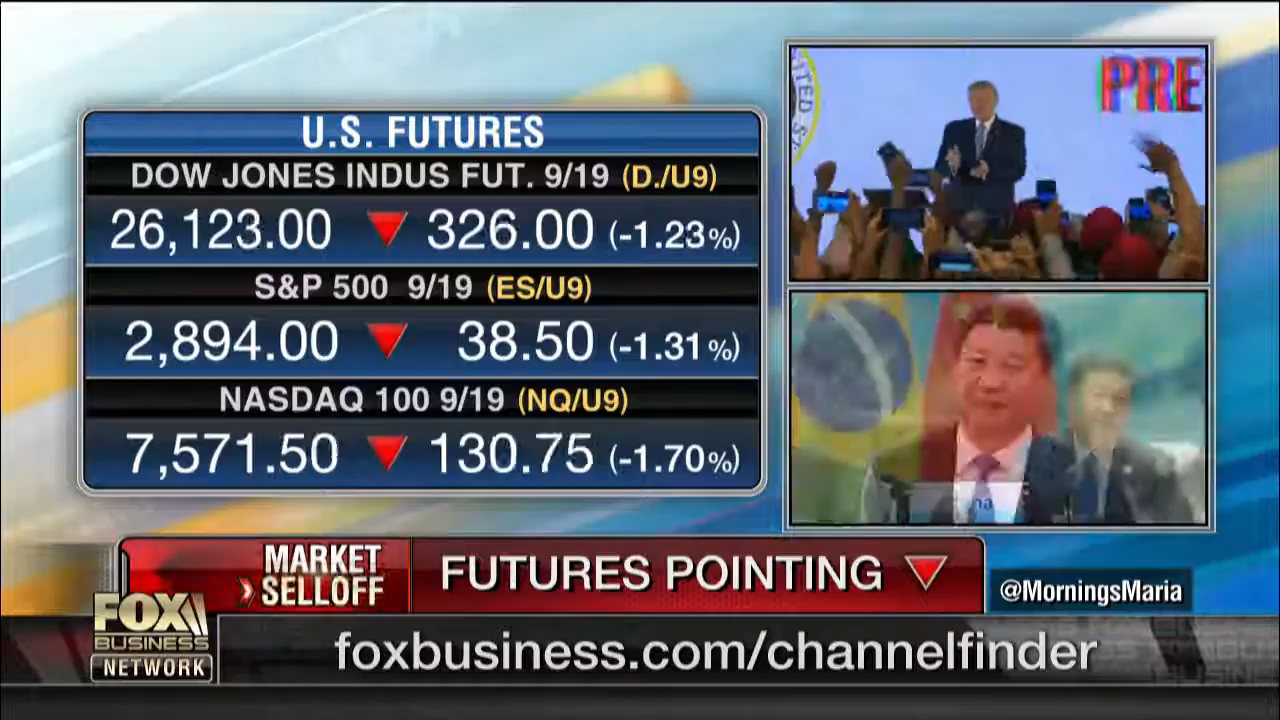 U.S. FUTURES
DOW JONES INDUS FUT. 9/19 (D./U9)
26,123.00 ▼ 326.00 (-1.23%)
S&P 500 9/19 (ES/U9)
2,894.00 ▼ 38.50 (-1.31%)
NASDAQ 100 9/19 (NQ/U9)
7,571.50 ▼ 130.75 (-1.70%)
PRE
MARKET
SELLOFF
FUTURES POINTING ▼
@MorningsMaria
FOX
BUSINESS
NETWORK
foxbusiness.com/channelfinder